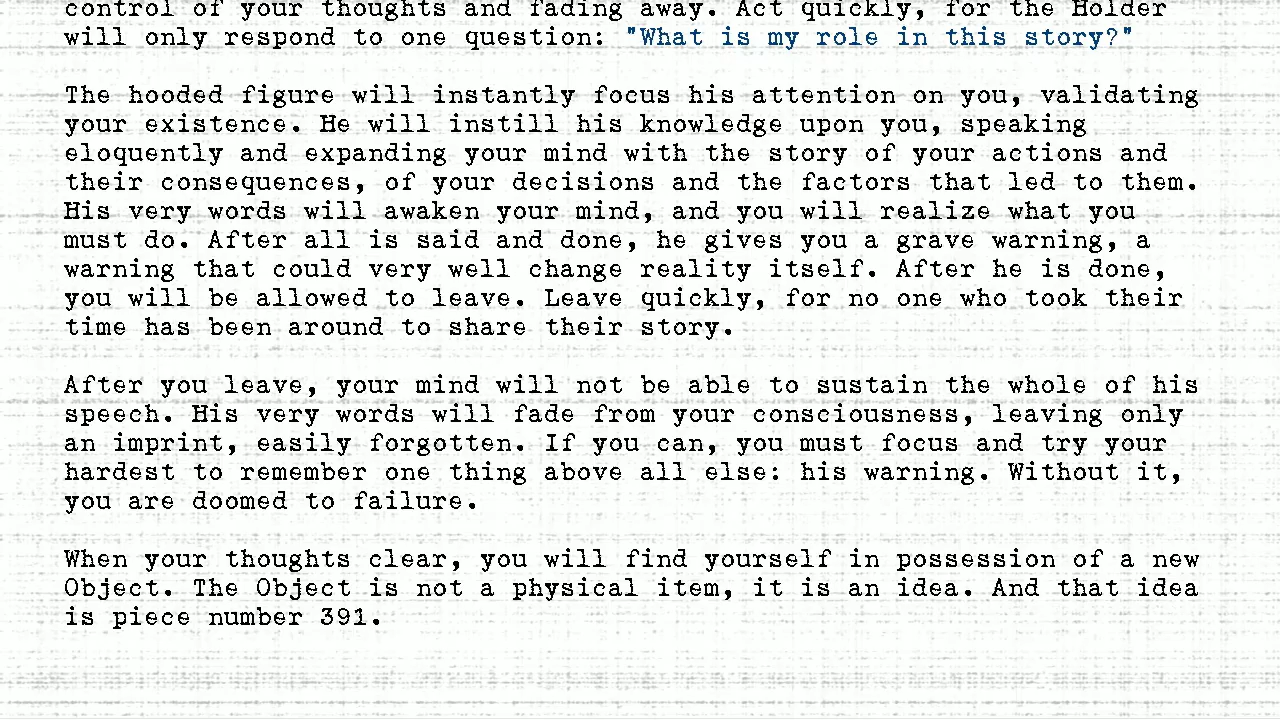 control of your thoughts and fading away. Act quickly, for the Holder
will only respond to one question: "What is my role in this story?"
The hooded figure will instantly focus his attention on you, validating
your existence. He will instill his knowledge upon you, speaking
eloquently and expanding your mind with the story of your actions and
their consequences, of your decisions and the factors that led to them.
His very words will awaken your mind, and you will realize what you
must do. After all is said and done, he gives you a grave warning, a
warning that could very well change reality itself. After he is done,
you will be allowed to leave. Leave quickly, for no one who took their
time has been around to share their story.
After you leave, your mind will not be able to sustain the whole of his
speech. His very words will fade from your consciousness, leaving only
an imprint, easily forgotten. If you can, you must focus and try your
hardest to remember one thing above all else: his warning. Without it,
you are doomed to failure.
When your thoughts clear, you will find yourself in possession of a new
Object. The Object is not a physical item, it is an idea. And that idea
is piece number 391.